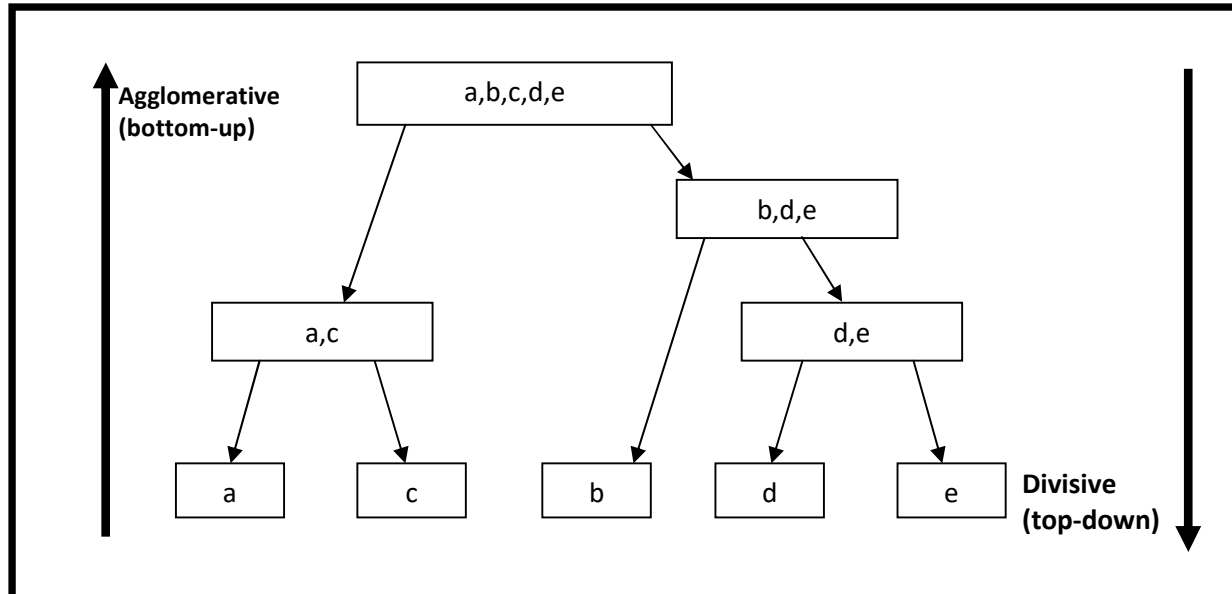 a,b,c,d,e
Agglomerative
(bottom-up)
b,d,e
a,c
d,e
a
c
b
d
e
Divisive
(top-down)